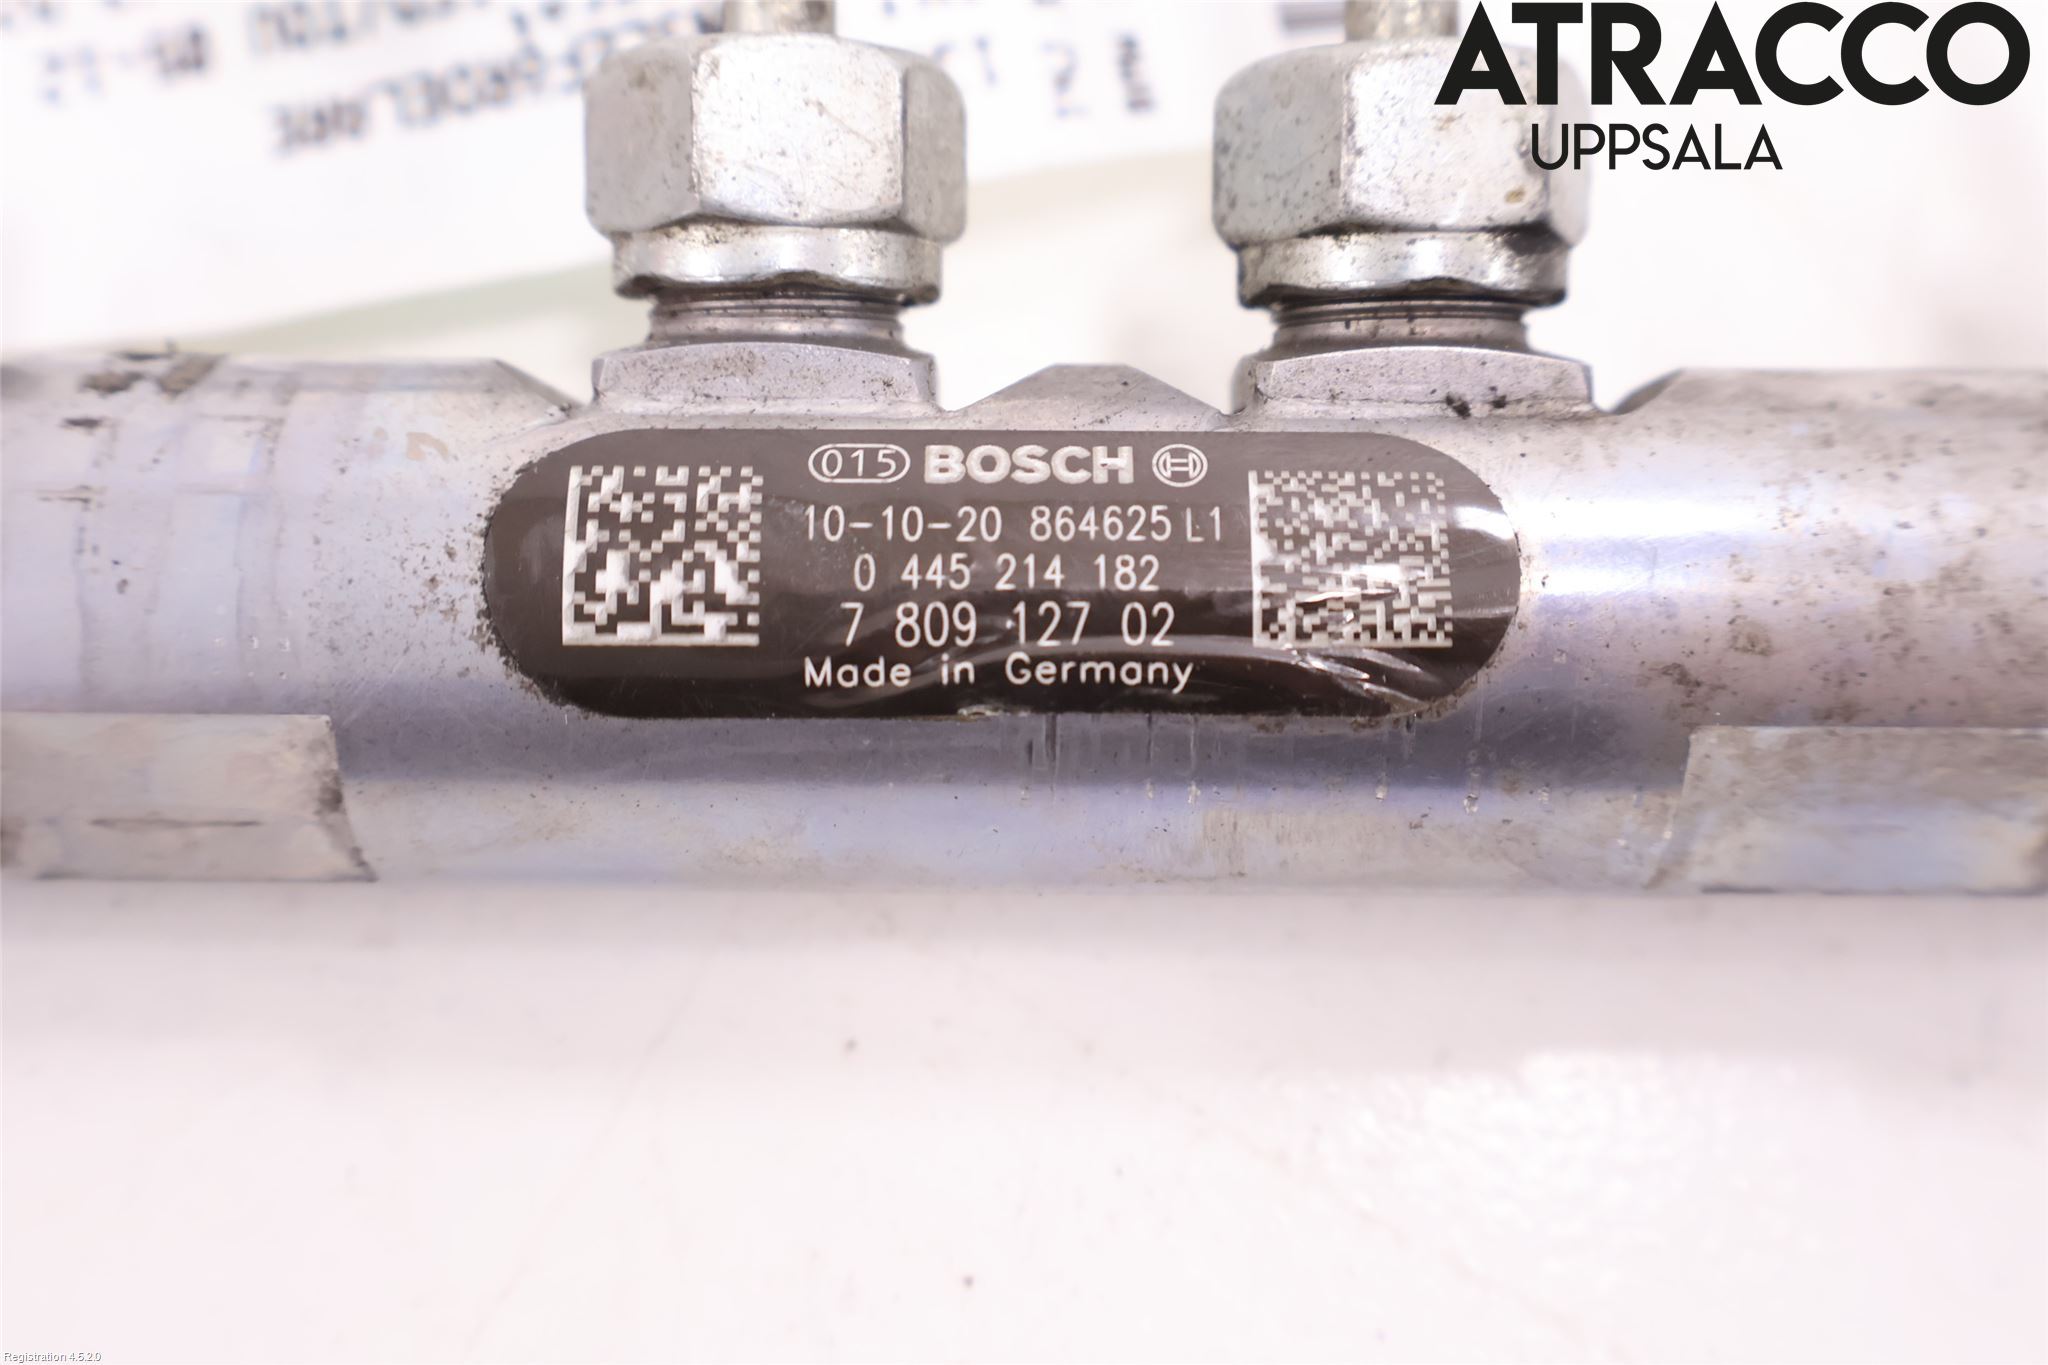 ATRACCO
UPPSALA
015 BOSCH
10-10-20 864625 L1
0 445 214 182
7 809 127 02
Made in Germany
Registration 4.5.2.0